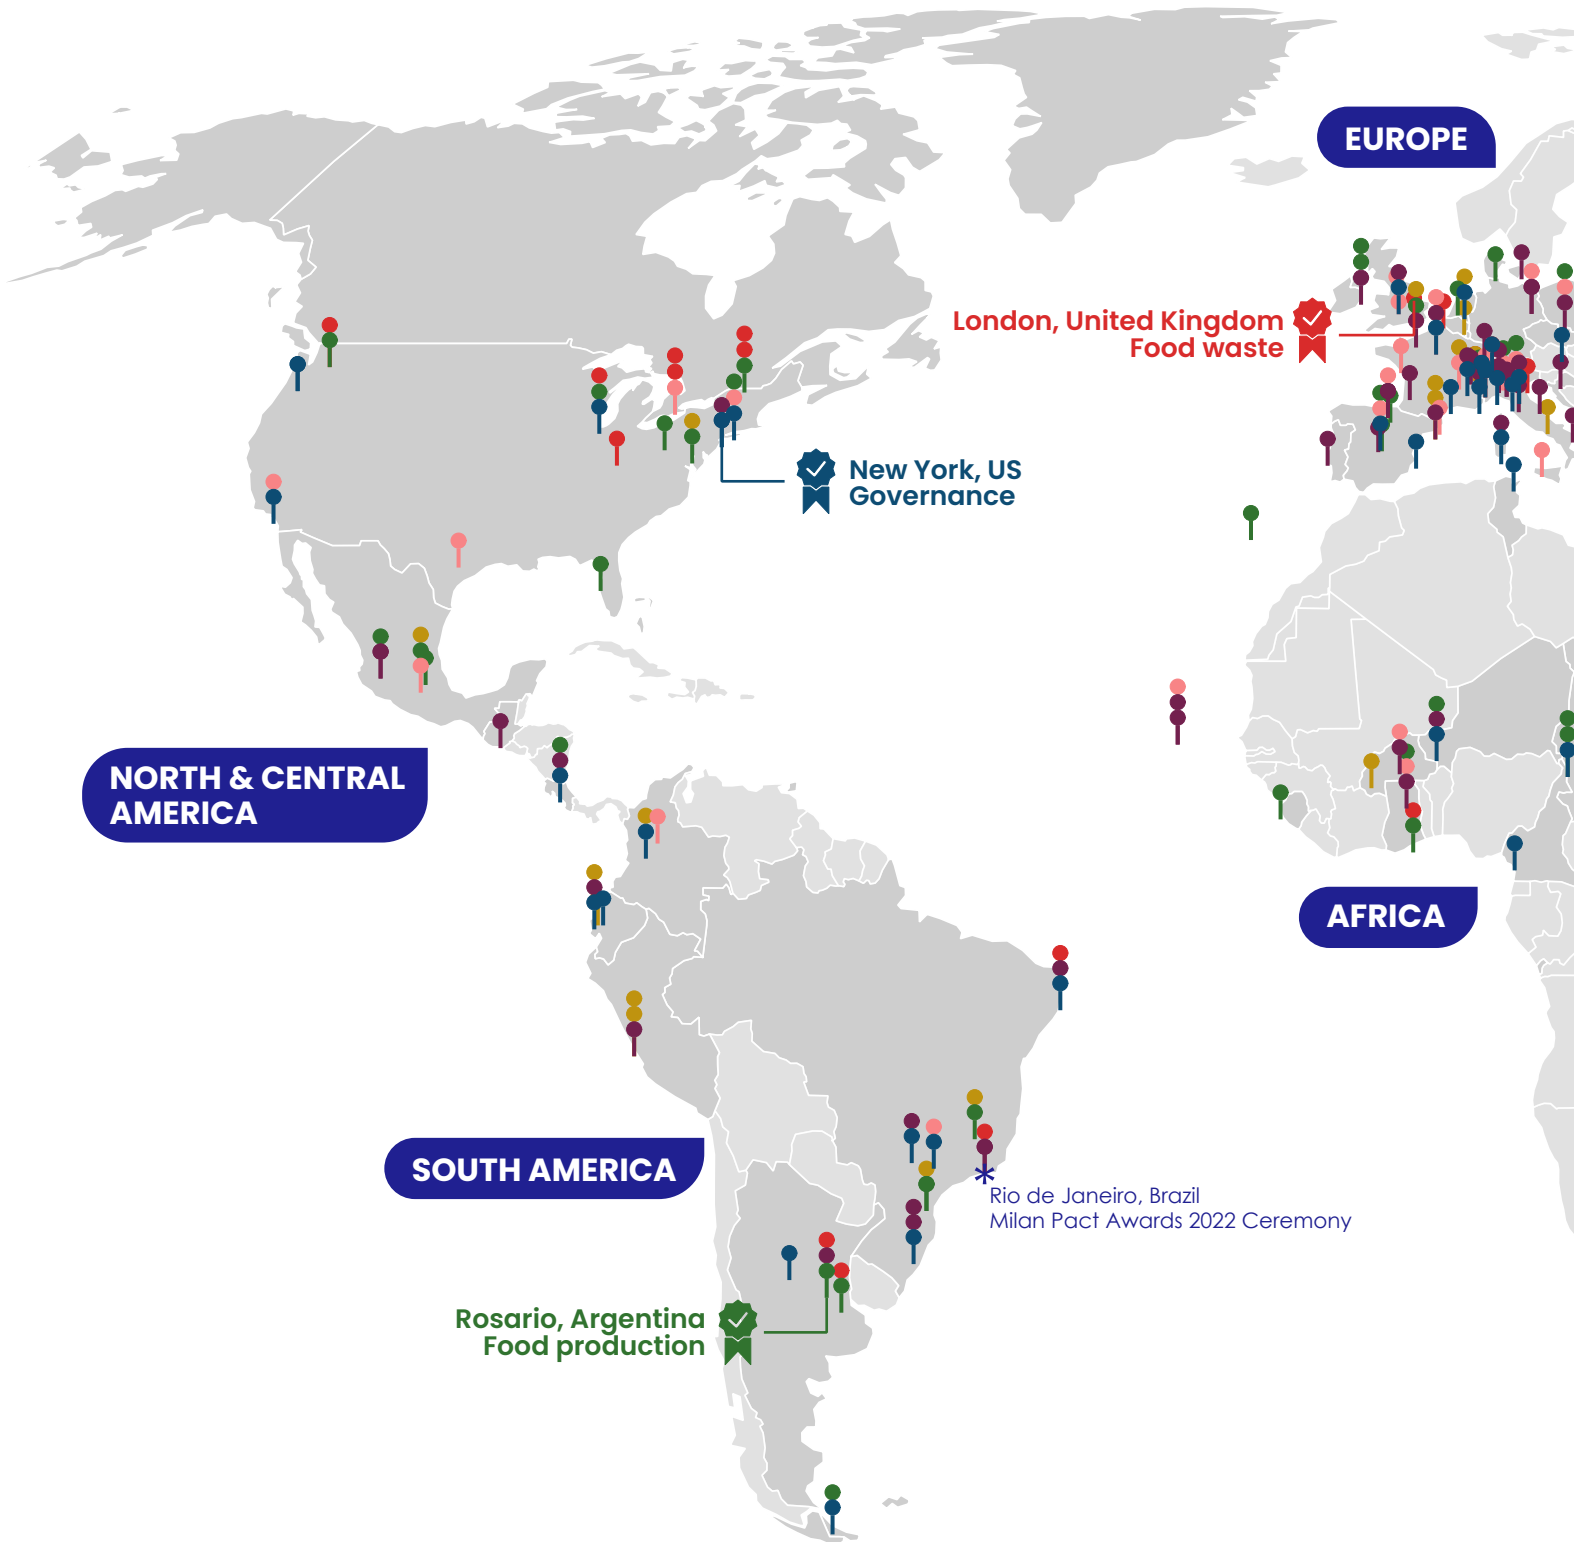 EUROPE
London, United Kingdom
Food waste
New York, US
Governance
NORTH & CENTRAL
AMERICA
AFRICA
SOUTH AMERICA
*
Rio de Janeiro, Brazil
Milan Pact Awards 2022 Ceremony
Rosario, Argentina
Food production